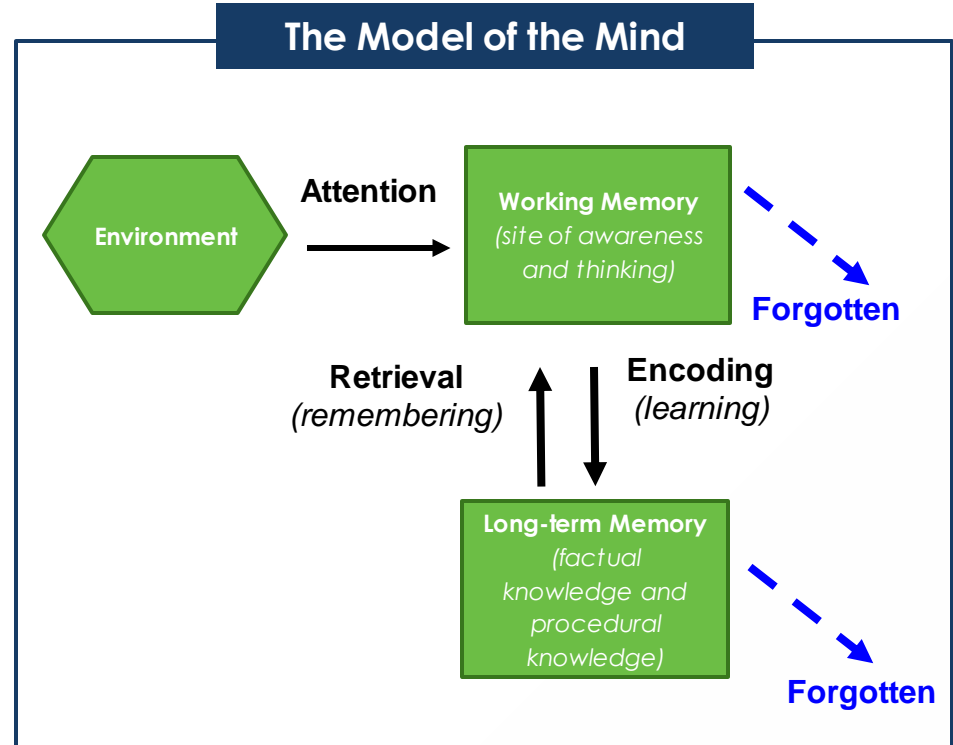 The Model of the Mind
Environment
Attention
Working Memory
(site of awareness
and thinking)
Forgotten
Retrieval
(remembering)
Encoding
(learning)
Long-term Memory
(factual
knowledge and
procedural
knowledge)
Forgotten